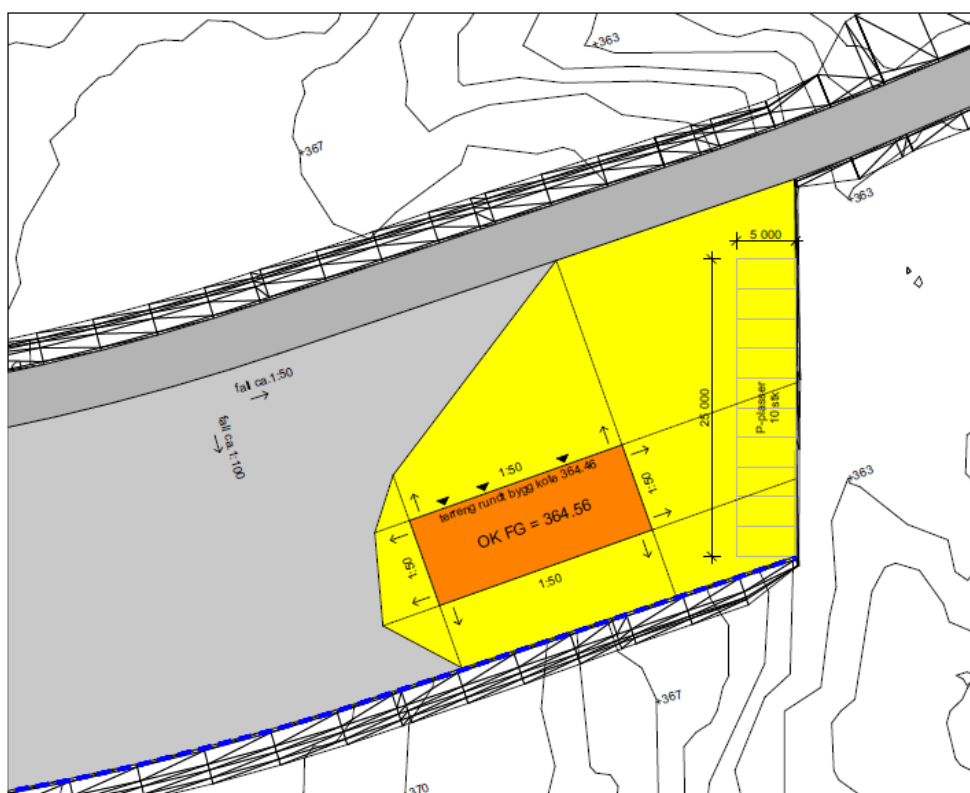 +363
+367
+363
5 000
fall ca.1:50
fall ca.1:100
25 000
P-plasser
10 stk
1:50
terreng rundt bygg kote 364.46
OK FG = 364.56
1:50
1:50
1:50
+363
+367
+370